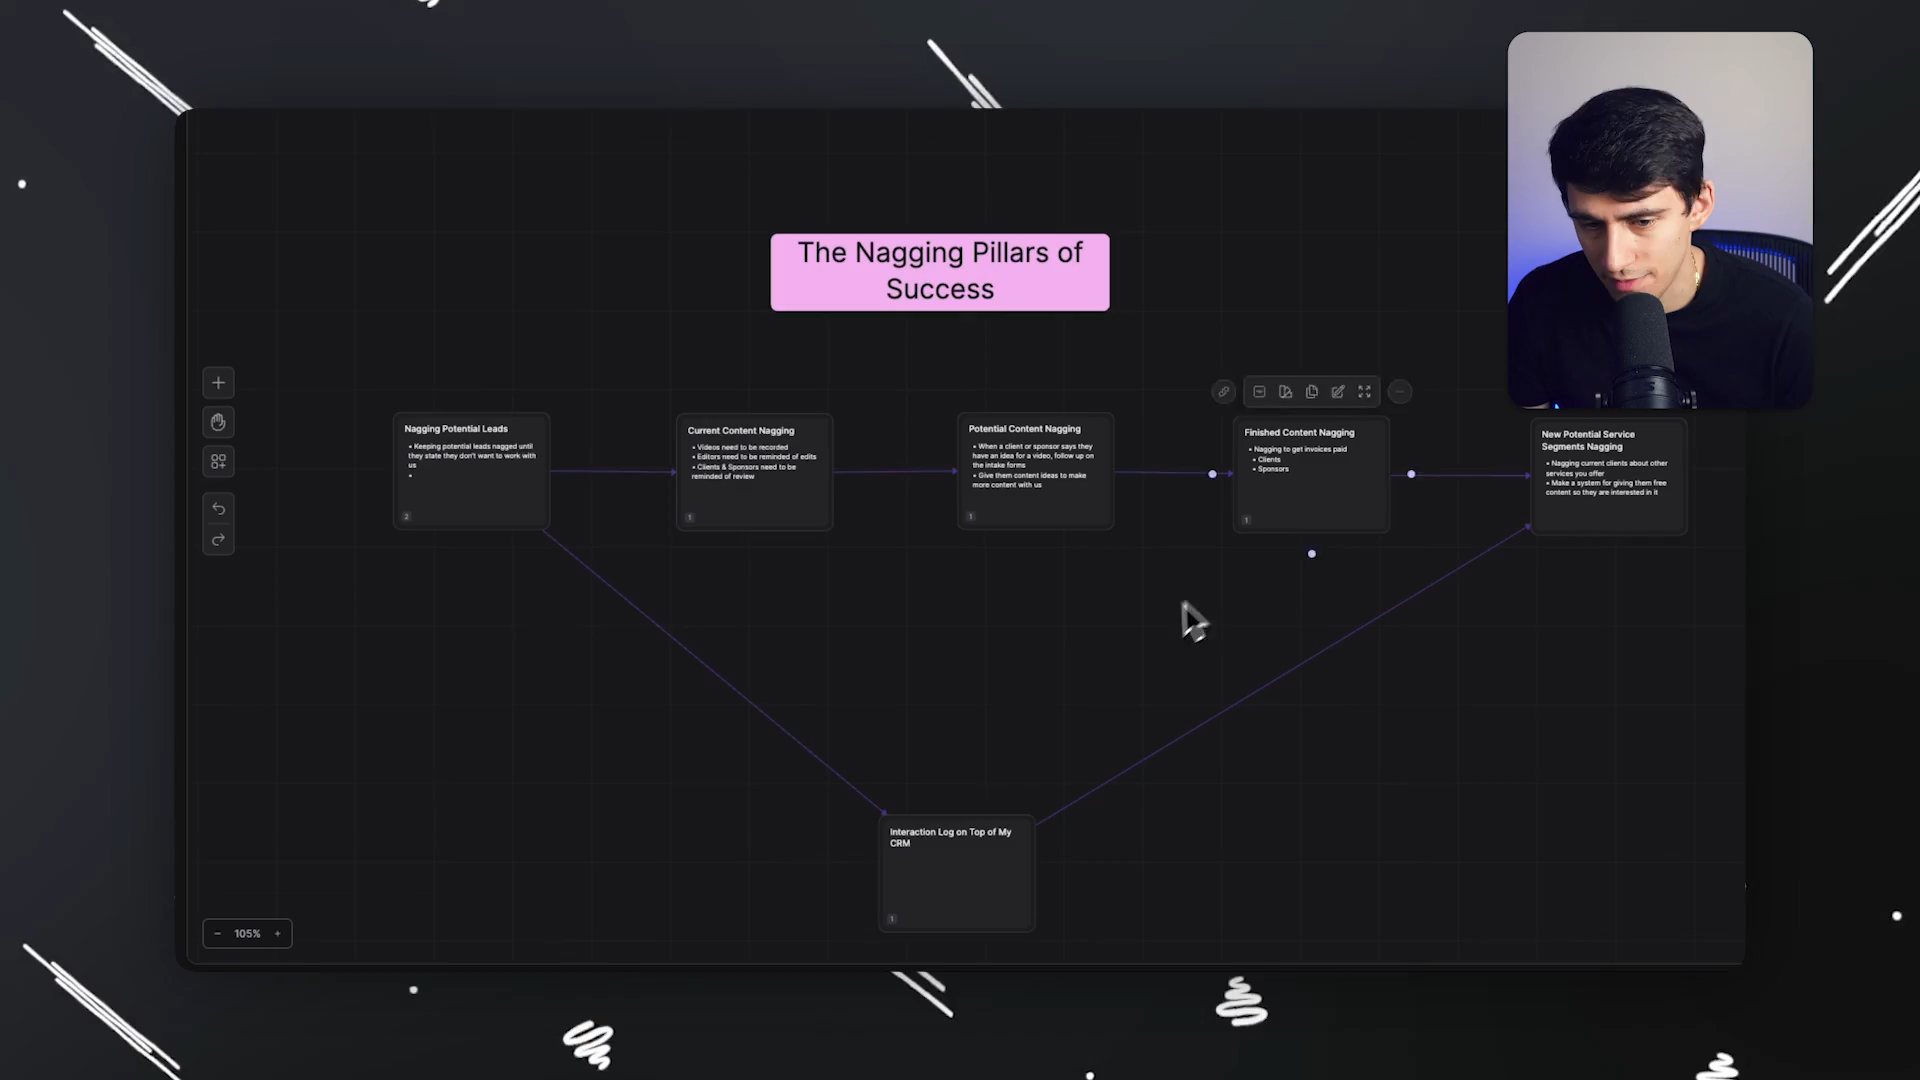 The Nagging Pillars of
Success
Nagging Potential Leads
• Keeping potential leads nagged until
they state they don't want to work with
us
•
2
Current Content Nagging
• Videos need to be recorded
• Editors need to be reminded of edits
• Clients & Sponsors need to be
reminded of review
1
Potential Content Nagging
• When a client or sponsor says they
have an idea for a video, follow up on
the intake forms
• Give them content ideas to make
more content with us
1
Finished Content Nagging
• Nagging to get invoices paid
• Clients
• Sponsors
1
New Potential Service
Segments Nagging
• Nagging current clients about other
services you offer
• Make a system for giving them free
content so they are interested in it
Interaction Log on Top of My
CRM
1
− 105% +